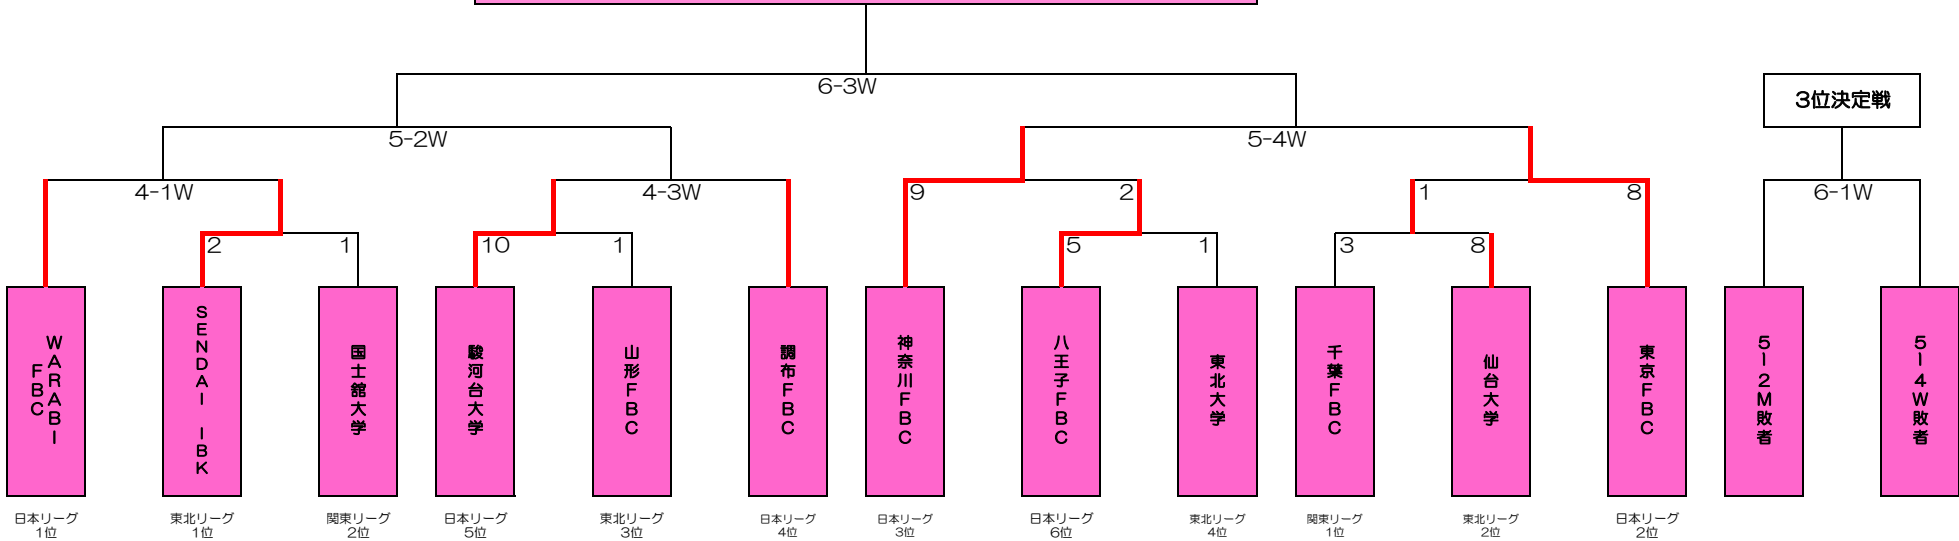 6-3W
3位決定戦
5-2W
5-4W
4-1W
4-3W
9
2
1
8
6-1W
2
1
10
1
5
1
3
8
WARABI
FBC
SENDAI IBK
国士舘大学
駿河台大学
山形FBC
調布FBC
神奈川FBC
八王子FBC
東北大学
千葉FBC
仙台大学
東京FBC
5-2M敗者
5-4W敗者
日本リーグ
1位
東北リーグ
1位
関東リーグ
2位
日本リーグ
5位
東北リーグ
3位
日本リーグ
4位
日本リーグ
3位
日本リーグ
6位
東北リーグ
4位
関東リーグ
1位
東北リーグ
2位
日本リーグ
2位